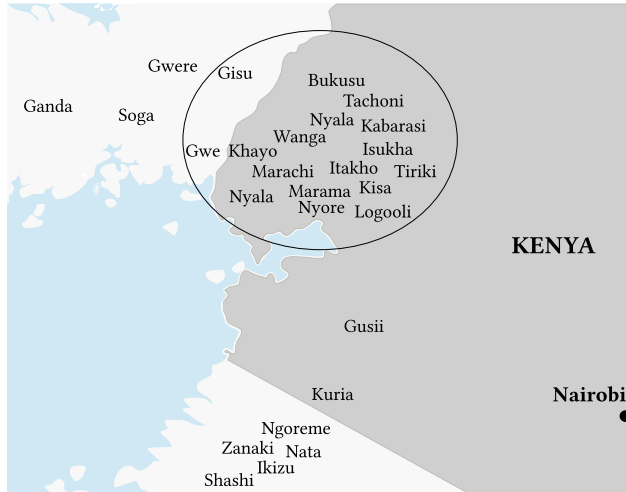 Gwere
Gisu
Ganda
Soga
Bukusu
Tachoni
Nyala
Kabarasi
Wanga
Isukha
Gwe
Khayo
Marachi
Itakho
Tiriki
Nyala
Marama
Kisa
Nyore
Logooli
KENYA
Gusii
Kuria
Nairobi
Ngoreme
Zanaki
Nata
Ikizu
Shashi